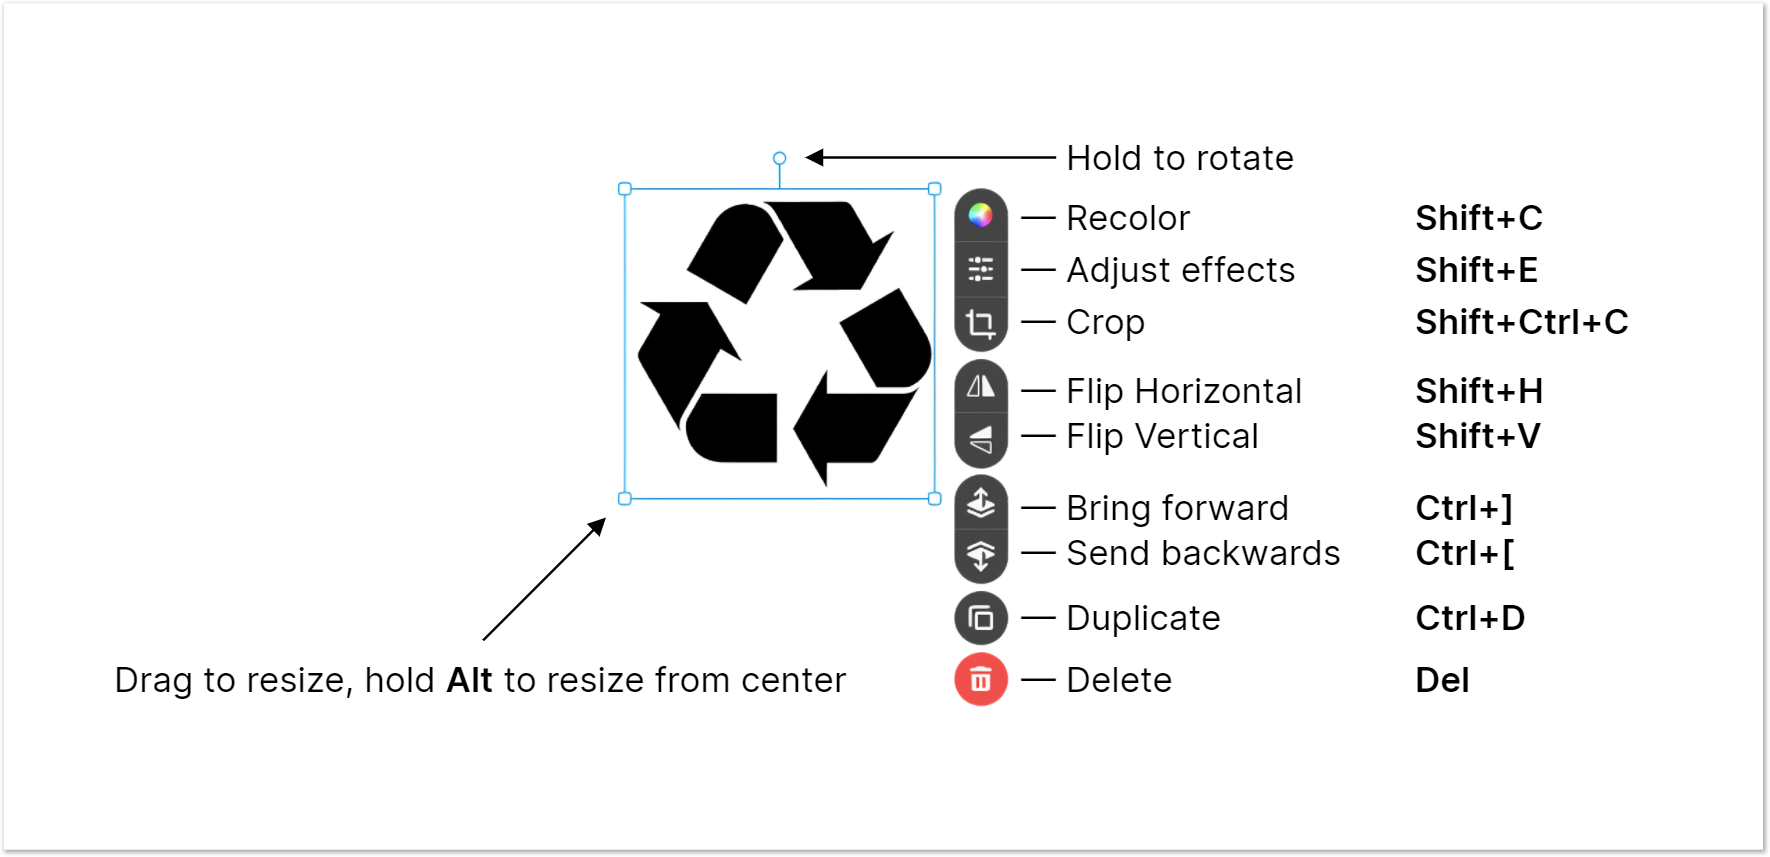 Hold to rotate
Recolor Shift+C
Adjust effects Shift+E
Crop Shift+Ctrl+C
Flip Horizontal Shift+H
Flip Vertical Shift+V
Bring forward Ctrl+]
Send backwards Ctrl+[
Duplicate Ctrl+D
Drag to resize, hold Alt to resize from center
Delete Del